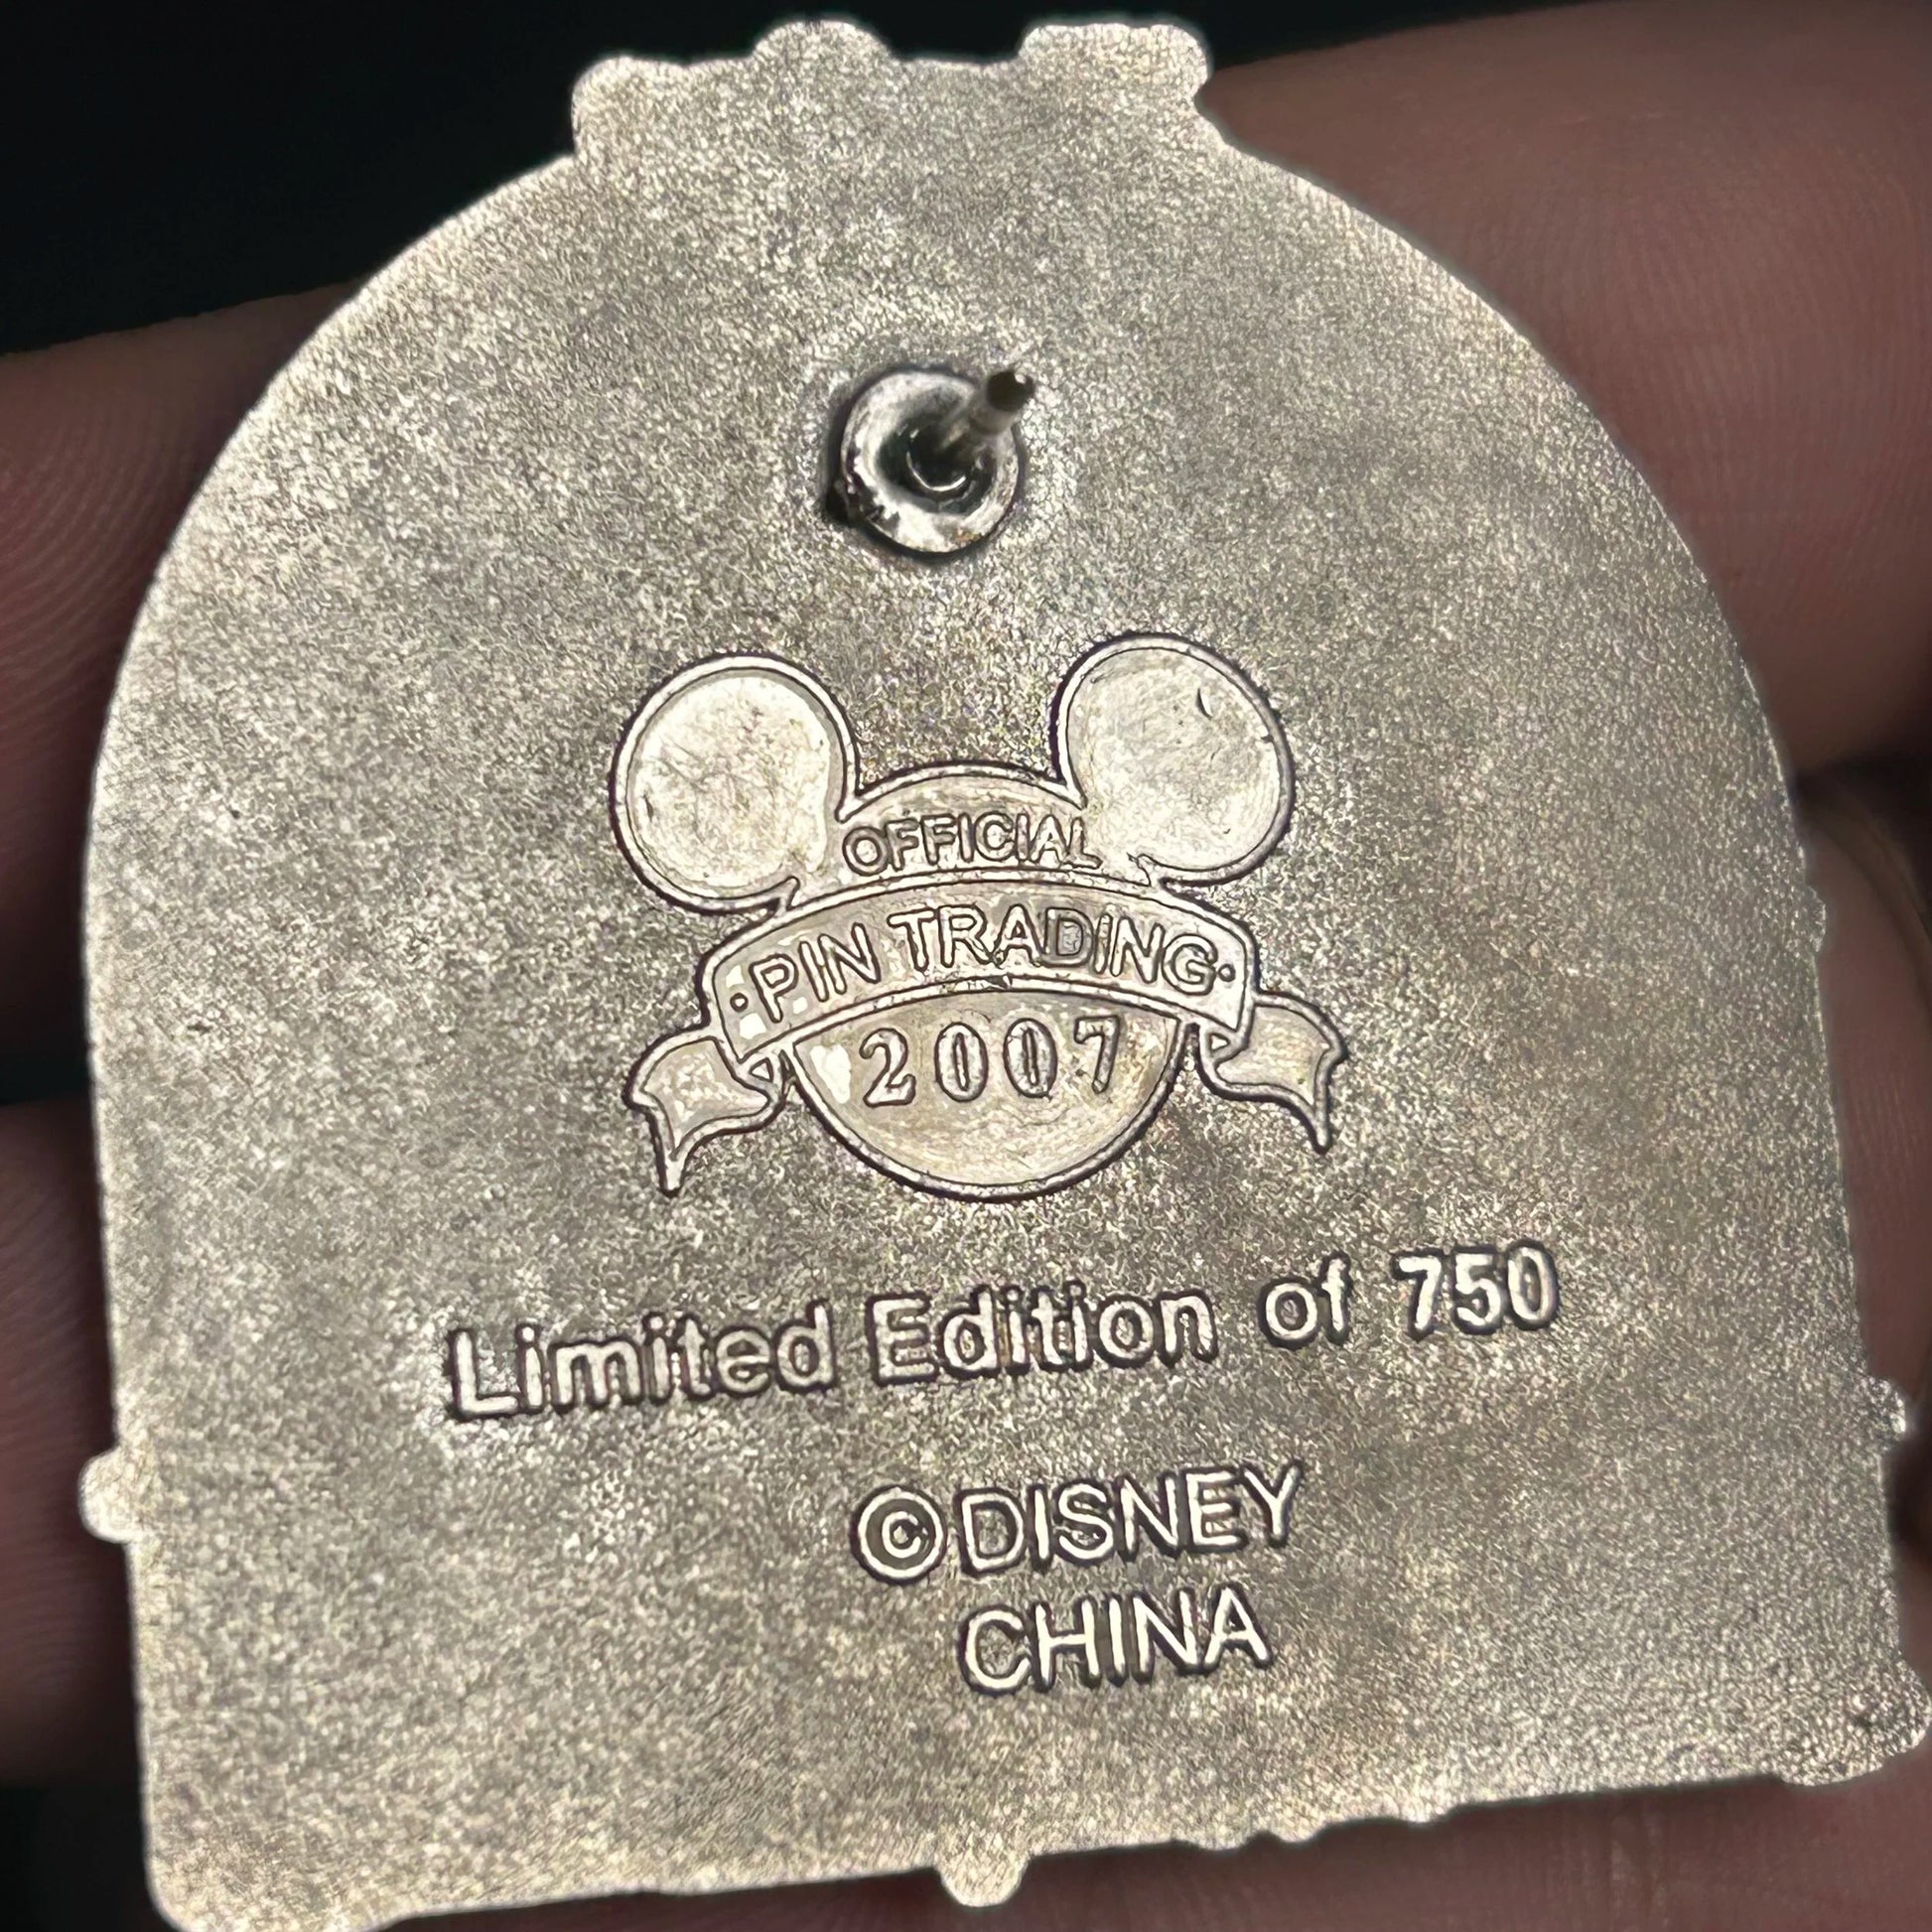 OFFICIAL
·PIN TRADING·
2007
Limited Edition of 750
©DISNEY
CHINA